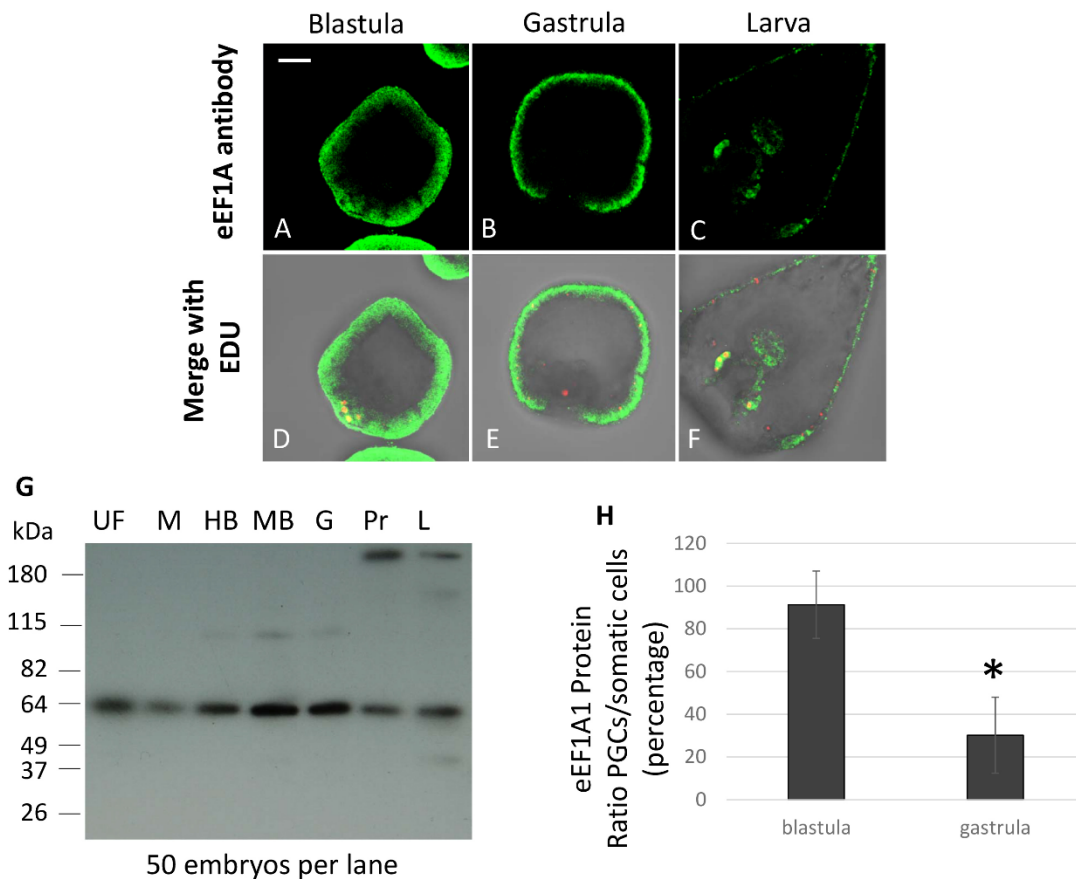 Blastula Gastrula Larva
eEF1A antibody
A B C
Merge with
EDU
D E F
G
kDa UF M HB MB G Pr L
180
115
82
64
49
37
26
50 embryos per lane
H
eEF1A1 Protein
Ratio PGCs/somatic cells
(percentage)
120
100
80
60
40
20
0
*
blastula gastrula